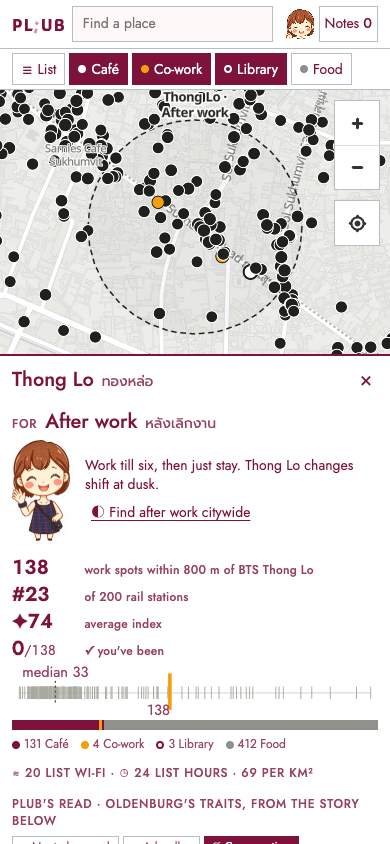 PL;UB
Find a place
Notes 0
≡ List
Café
Co-work
Library
Food
Thong Lo ·
After work
Samlês Café
Sukhumvit
Thong Lo ทองหล่อ
×
FOR After work หลังเลิกงาน
Work till six, then just stay. Thong Lo changes
shift at dusk.
◐ Find after work citywide
138 work spots within 800 m of BTS Thong Lo
#23 of 200 rail stations
✦74 average index
0/138 ✓ you've been
median 33
138
131 Café 4 Co-work 3 Library 412 Food
≈ 20 LIST WI-FI · ◷ 24 LIST HOURS · 69 PER KM²
PLUB'S READ · OLDENBURG'S TRAITS, FROM THE STORY
BELOW